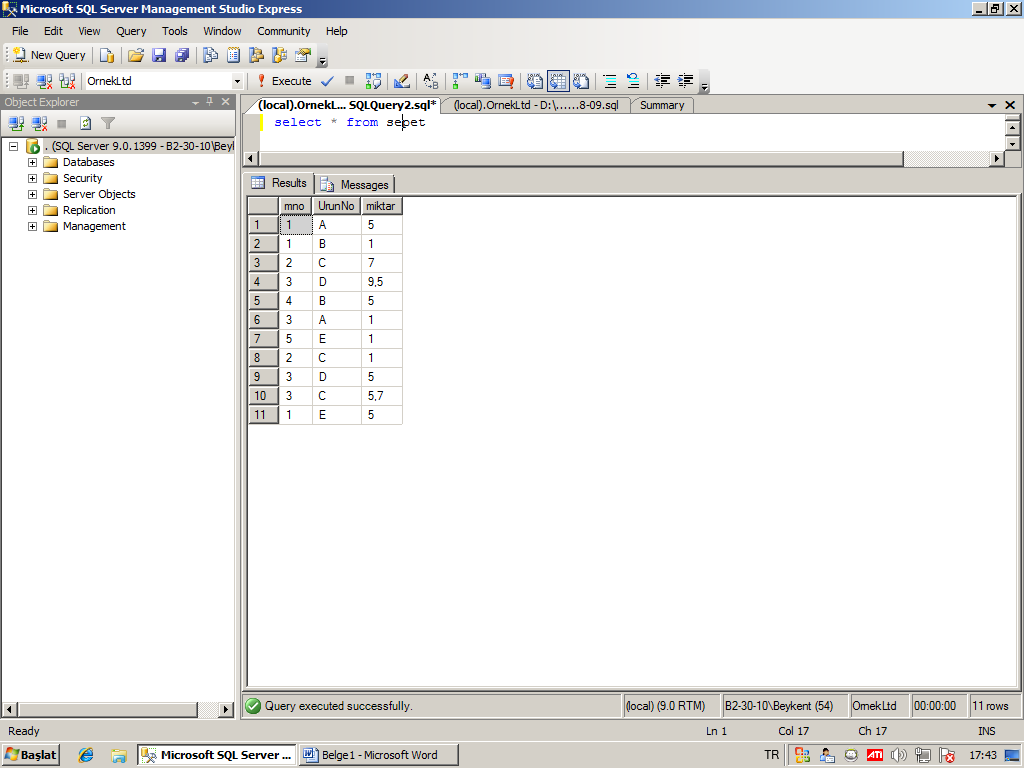 Microsoft SQL Server Management Studio Express
File Edit View Query Tools Window Community Help
New Query
OrnekLtd Execute
Object Explorer
(local).OrnekL... SQLQuery2.sql* (local).OrnekLtd - D:\......8-09.sql Summary
select * from sepet
. (SQL Server 9.0.1399 - B2-30-10\Beyk
Databases
Security
Server Objects
Replication
Management
Results Messages
mno UrunNo miktar
1 1 A 5
2 1 B 1
3 2 C 7
4 3 D 9,5
5 4 B 5
6 3 A 1
7 5 E 1
8 2 C 1
9 3 D 5
10 3 C 5,7
11 1 E 5
Query executed successfully. (local) (9.0 RTM) B2-30-10\Beykent (54) OrnekLtd 00:00:00 11 rows
Ready Ln 1 Col 17 Ch 17 INS
Başlat Microsoft SQL Server ... Belge1 - Microsoft Word TR ATI 17:43